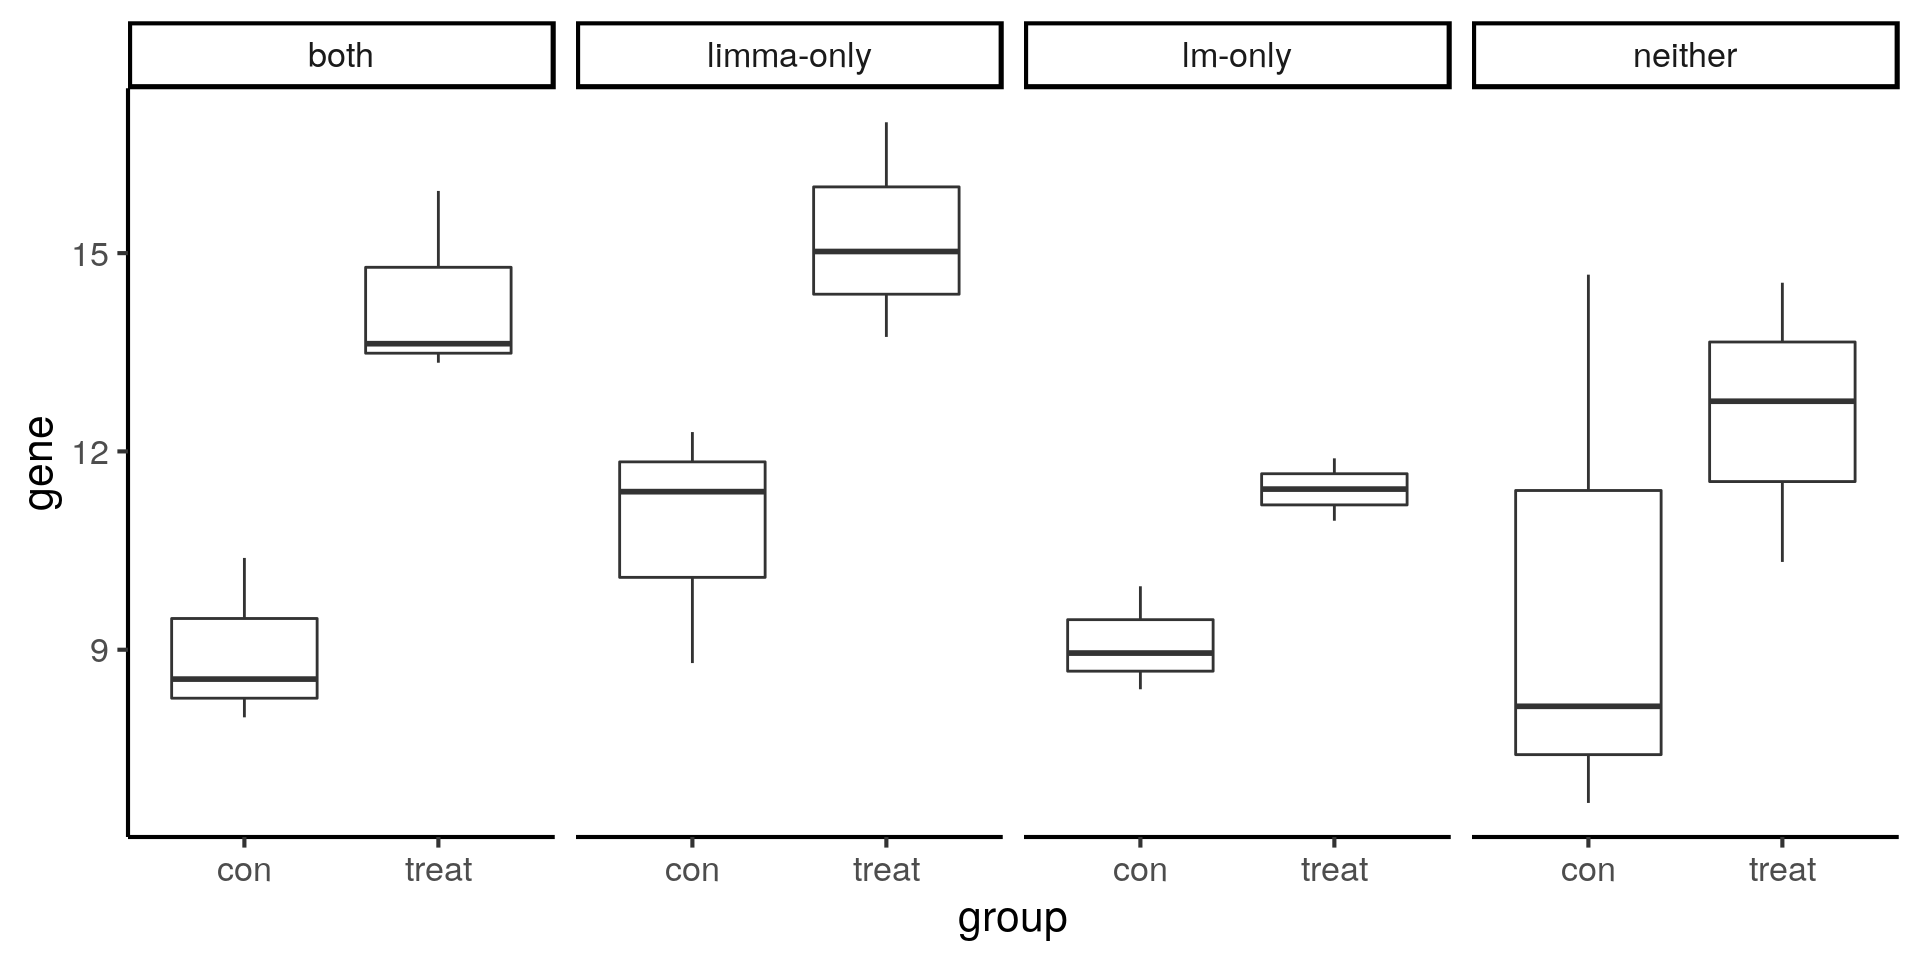 both limma-only lm-only neither
15
12
9
gene
con treat con treat con treat con treat
group